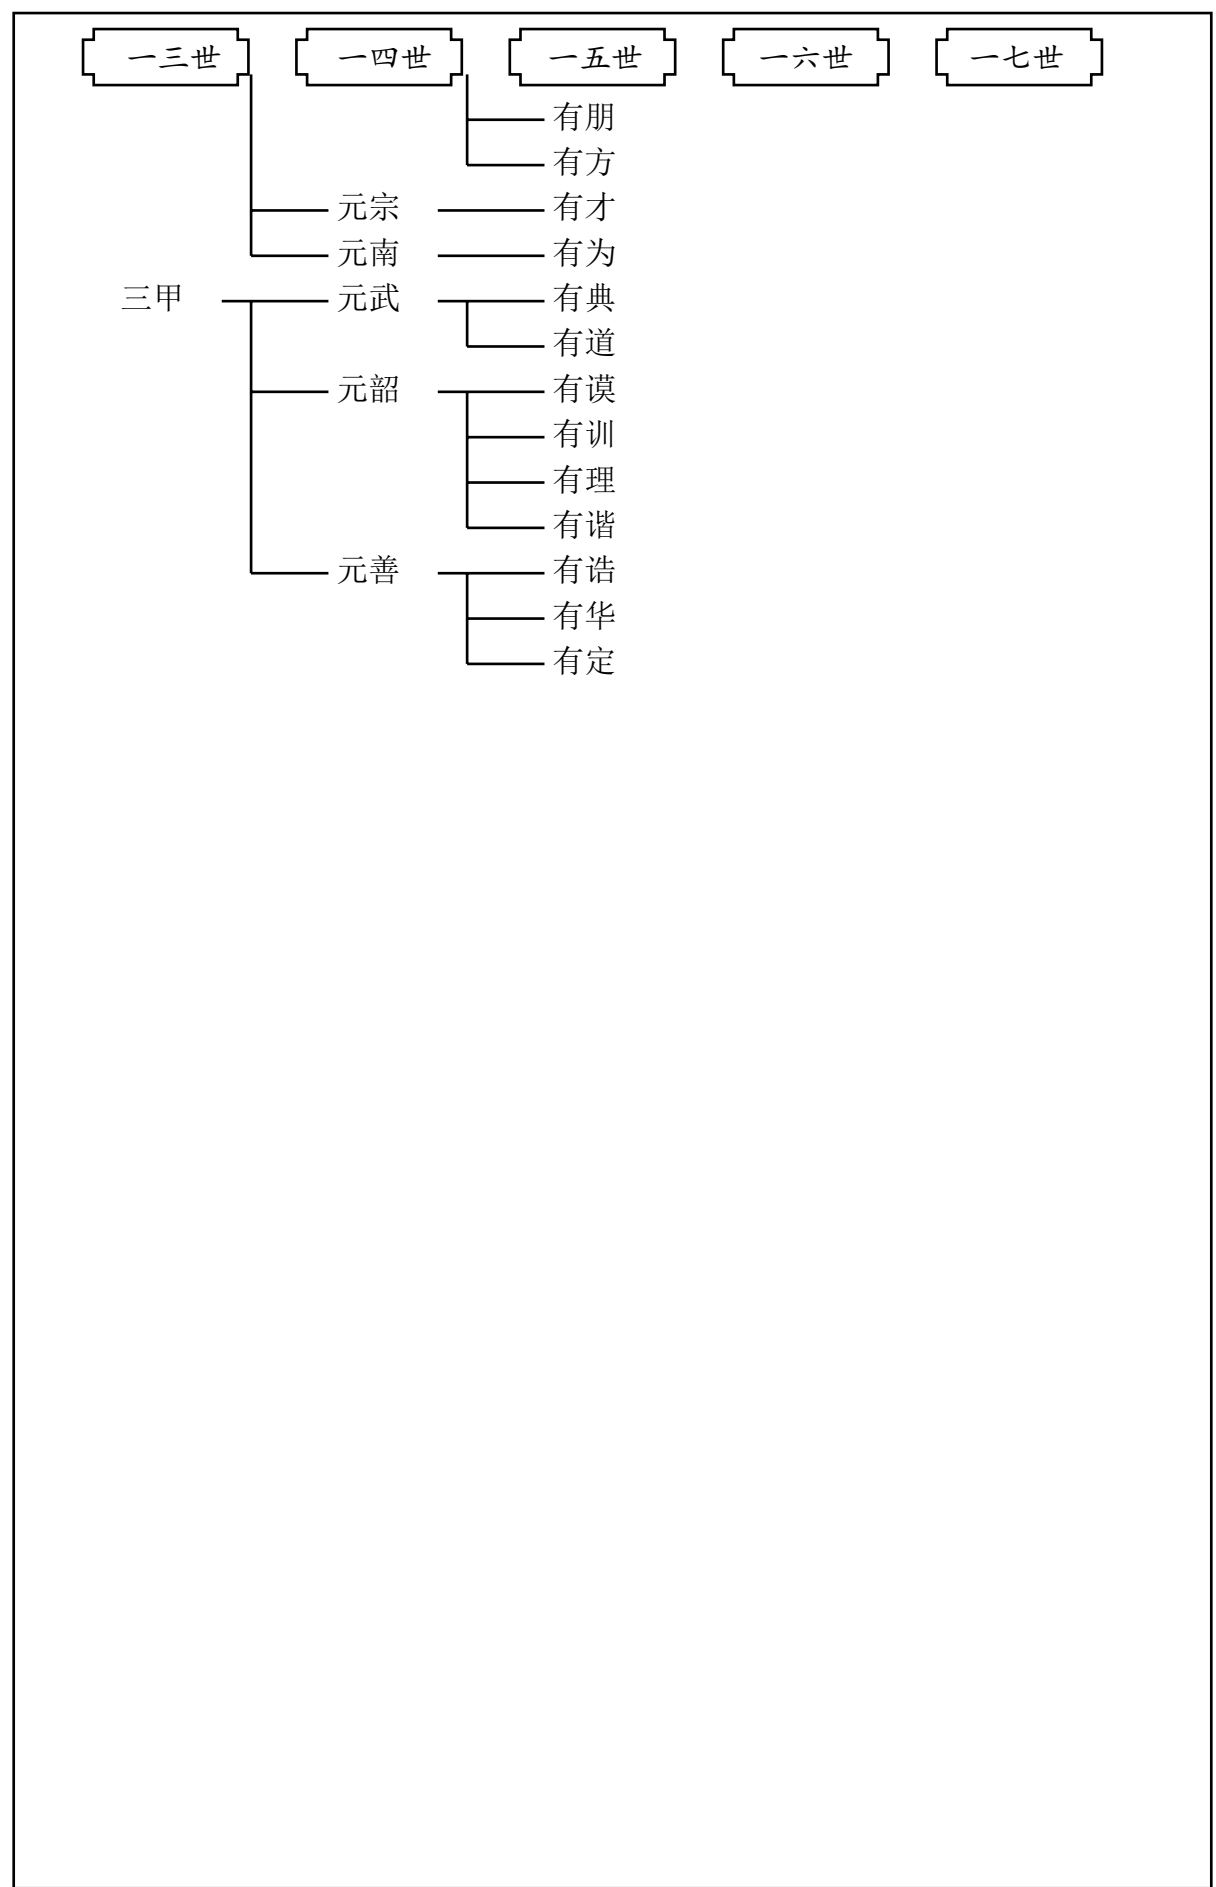 一三世 一四世 一五世 一六世 一七世
有朋
有方
元宗 有才
元南 有为
三甲 元武 有典
有道
元韶 有谟
有训
有理
有谐
元善 有诰
有华
有定